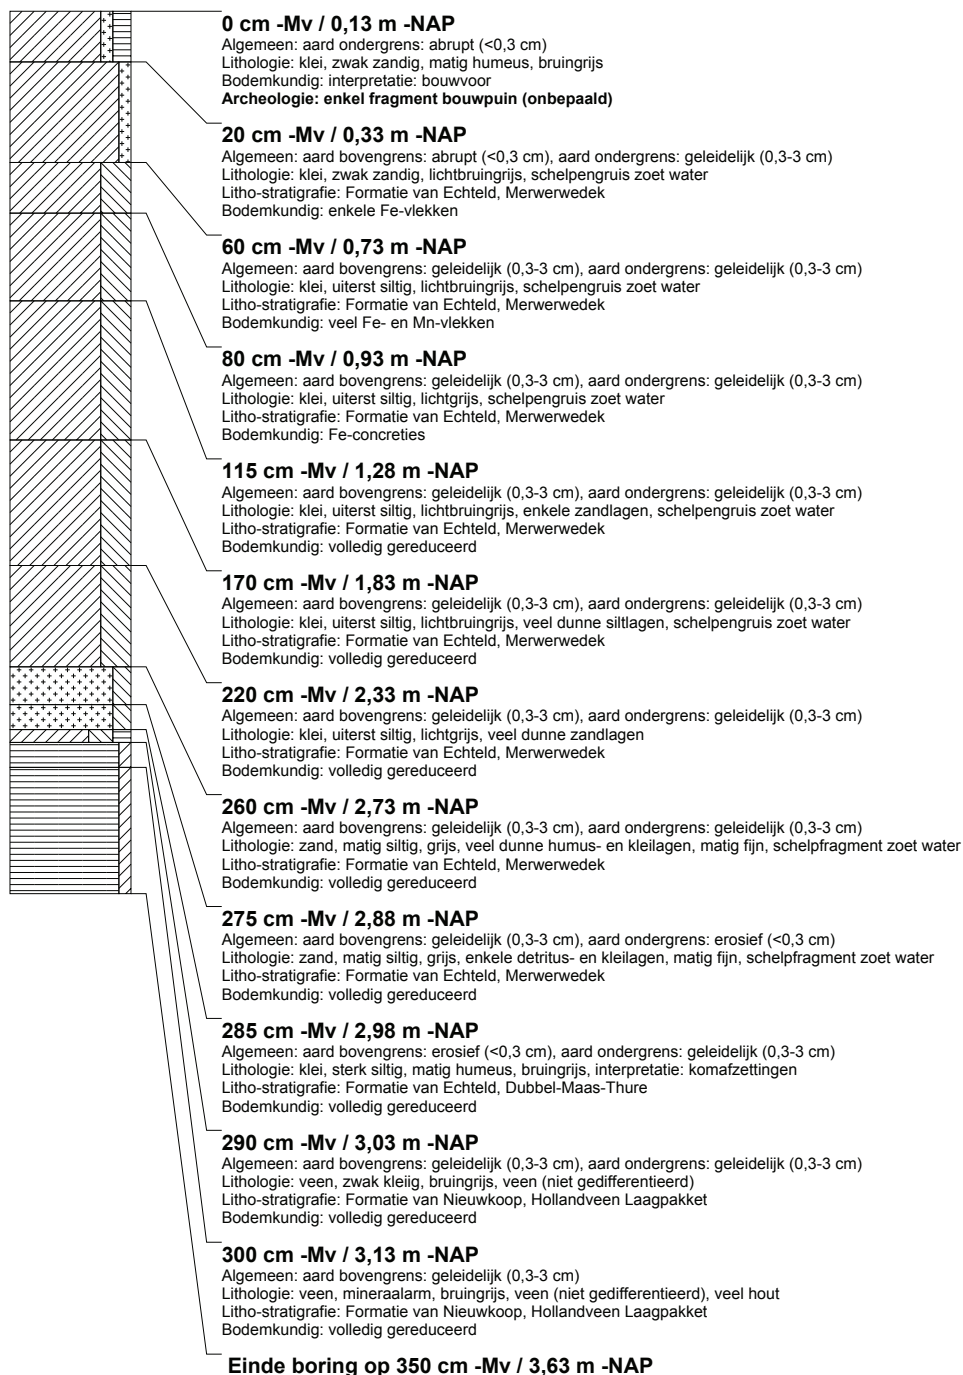 0 cm -Mv / 0,13 m -NAP
Algemeen: aard ondergrens: abrupt (<0,3 cm)
Lithologie: klei, zwak zandig, matig humeus, bruingrijs
Bodemkundig: interpretatie: bouwvoor
Archeologie: enkel fragment bouwpuin (onbepaald)
20 cm -Mv / 0,33 m -NAP
Algemeen: aard bovengrens: abrupt (<0,3 cm), aard ondergrens: geleidelijk (0,3-3 cm)
Lithologie: klei, zwak zandig, lichtbruingrijs, schelpengruis zoet water
Litho-stratigrafie: Formatie van Echteld, Merwerwedek
Bodemkundig: enkele Fe-vlekken
60 cm -Mv / 0,73 m -NAP
Algemeen: aard bovengrens: geleidelijk (0,3-3 cm), aard ondergrens: geleidelijk (0,3-3 cm)
Lithologie: klei, uiterst siltig, lichtbruingrijs, schelpengruis zoet water
Litho-stratigrafie: Formatie van Echteld, Merwerwedek
Bodemkundig: veel Fe- en Mn-vlekken
80 cm -Mv / 0,93 m -NAP
Algemeen: aard bovengrens: geleidelijk (0,3-3 cm), aard ondergrens: geleidelijk (0,3-3 cm)
Lithologie: klei, uiterst siltig, lichtgrijs, schelpengruis zoet water
Litho-stratigrafie: Formatie van Echteld, Merwerwedek
Bodemkundig: Fe-concreties
115 cm -Mv / 1,28 m -NAP
Algemeen: aard bovengrens: geleidelijk (0,3-3 cm), aard ondergrens: geleidelijk (0,3-3 cm)
Lithologie: klei, uiterst siltig, lichtbruingrijs, enkele zandlagen, schelpengruis zoet water
Litho-stratigrafie: Formatie van Echteld, Merwerwedek
Bodemkundig: volledig gereduceerd
170 cm -Mv / 1,83 m -NAP
Algemeen: aard bovengrens: geleidelijk (0,3-3 cm), aard ondergrens: geleidelijk (0,3-3 cm)
Lithologie: klei, uiterst siltig, lichtbruingrijs, veel dunne siltlagen, schelpengruis zoet water
Litho-stratigrafie: Formatie van Echteld, Merwerwedek
Bodemkundig: volledig gereduceerd
220 cm -Mv / 2,33 m -NAP
Algemeen: aard bovengrens: geleidelijk (0,3-3 cm), aard ondergrens: geleidelijk (0,3-3 cm)
Lithologie: klei, uiterst siltig, lichtgrijs, veel dunne zandlagen
Litho-stratigrafie: Formatie van Echteld, Merwerwedek
Bodemkundig: volledig gereduceerd
260 cm -Mv / 2,73 m -NAP
Algemeen: aard bovengrens: geleidelijk (0,3-3 cm), aard ondergrens: geleidelijk (0,3-3 cm)
Lithologie: zand, matig siltig, grijs, veel dunne humus- en kleilagen, matig fijn, schelpfragment zoet water
Litho-stratigrafie: Formatie van Echteld, Merwerwedek
Bodemkundig: volledig gereduceerd
275 cm -Mv / 2,88 m -NAP
Algemeen: aard bovengrens: geleidelijk (0,3-3 cm), aard ondergrens: erosief (<0,3 cm)
Lithologie: zand, matig siltig, grijs, enkele detritus- en kleilagen, matig fijn, schelpfragment zoet water
Litho-stratigrafie: Formatie van Echteld, Merwerwedek
Bodemkundig: volledig gereduceerd
285 cm -Mv / 2,98 m -NAP
Algemeen: aard bovengrens: erosief (<0,3 cm), aard ondergrens: geleidelijk (0,3-3 cm)
Lithologie: klei, sterk siltig, matig humeus, bruingrijs, interpretatie: komafzettingen
Litho-stratigrafie: Formatie van Echteld, Dubbel-Maas-Thure
Bodemkundig: volledig gereduceerd
290 cm -Mv / 3,03 m -NAP
Algemeen: aard bovengrens: geleidelijk (0,3-3 cm), aard ondergrens: geleidelijk (0,3-3 cm)
Lithologie: veen, zwak kleiig, bruingrijs, veen (niet gedifferentieerd)
Litho-stratigrafie: Formatie van Nieuwkoop, Hollandveen Laagpakket
Bodemkundig: volledig gereduceerd
300 cm -Mv / 3,13 m -NAP
Algemeen: aard bovengrens: geleidelijk (0,3-3 cm)
Lithologie: veen, mineraalarm, bruingrijs, veen (niet gedifferentieerd), veel hout
Litho-stratigrafie: Formatie van Nieuwkoop, Hollandveen Laagpakket
Bodemkundig: volledig gereduceerd
Einde boring op 350 cm -Mv / 3,63 m -NAP